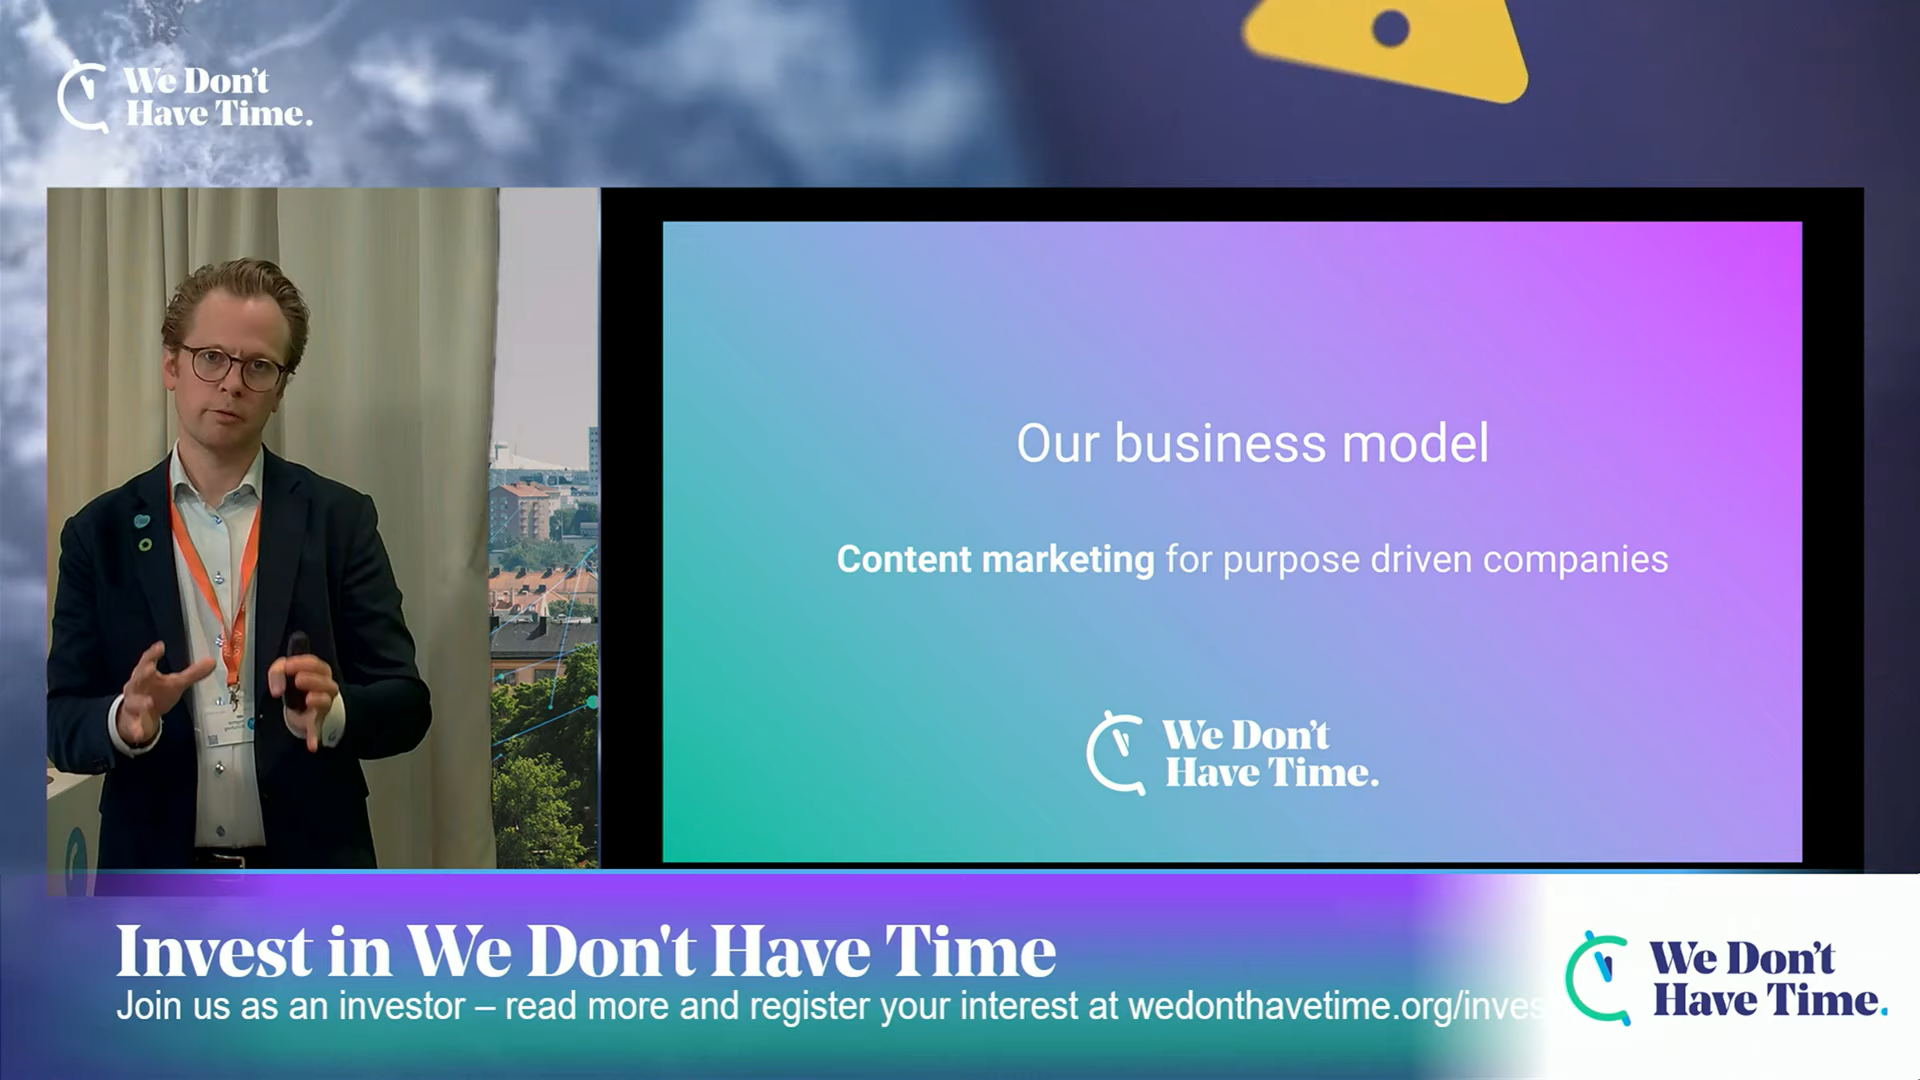 We Don't
Have Time.
Our business model
Content marketing for purpose driven companies
We Don't
Have Time.
Invest in We Don't Have Time
Join us as an investor – read more and register your interest at wedonthavetime.org/inves
We Don't
Have Time.